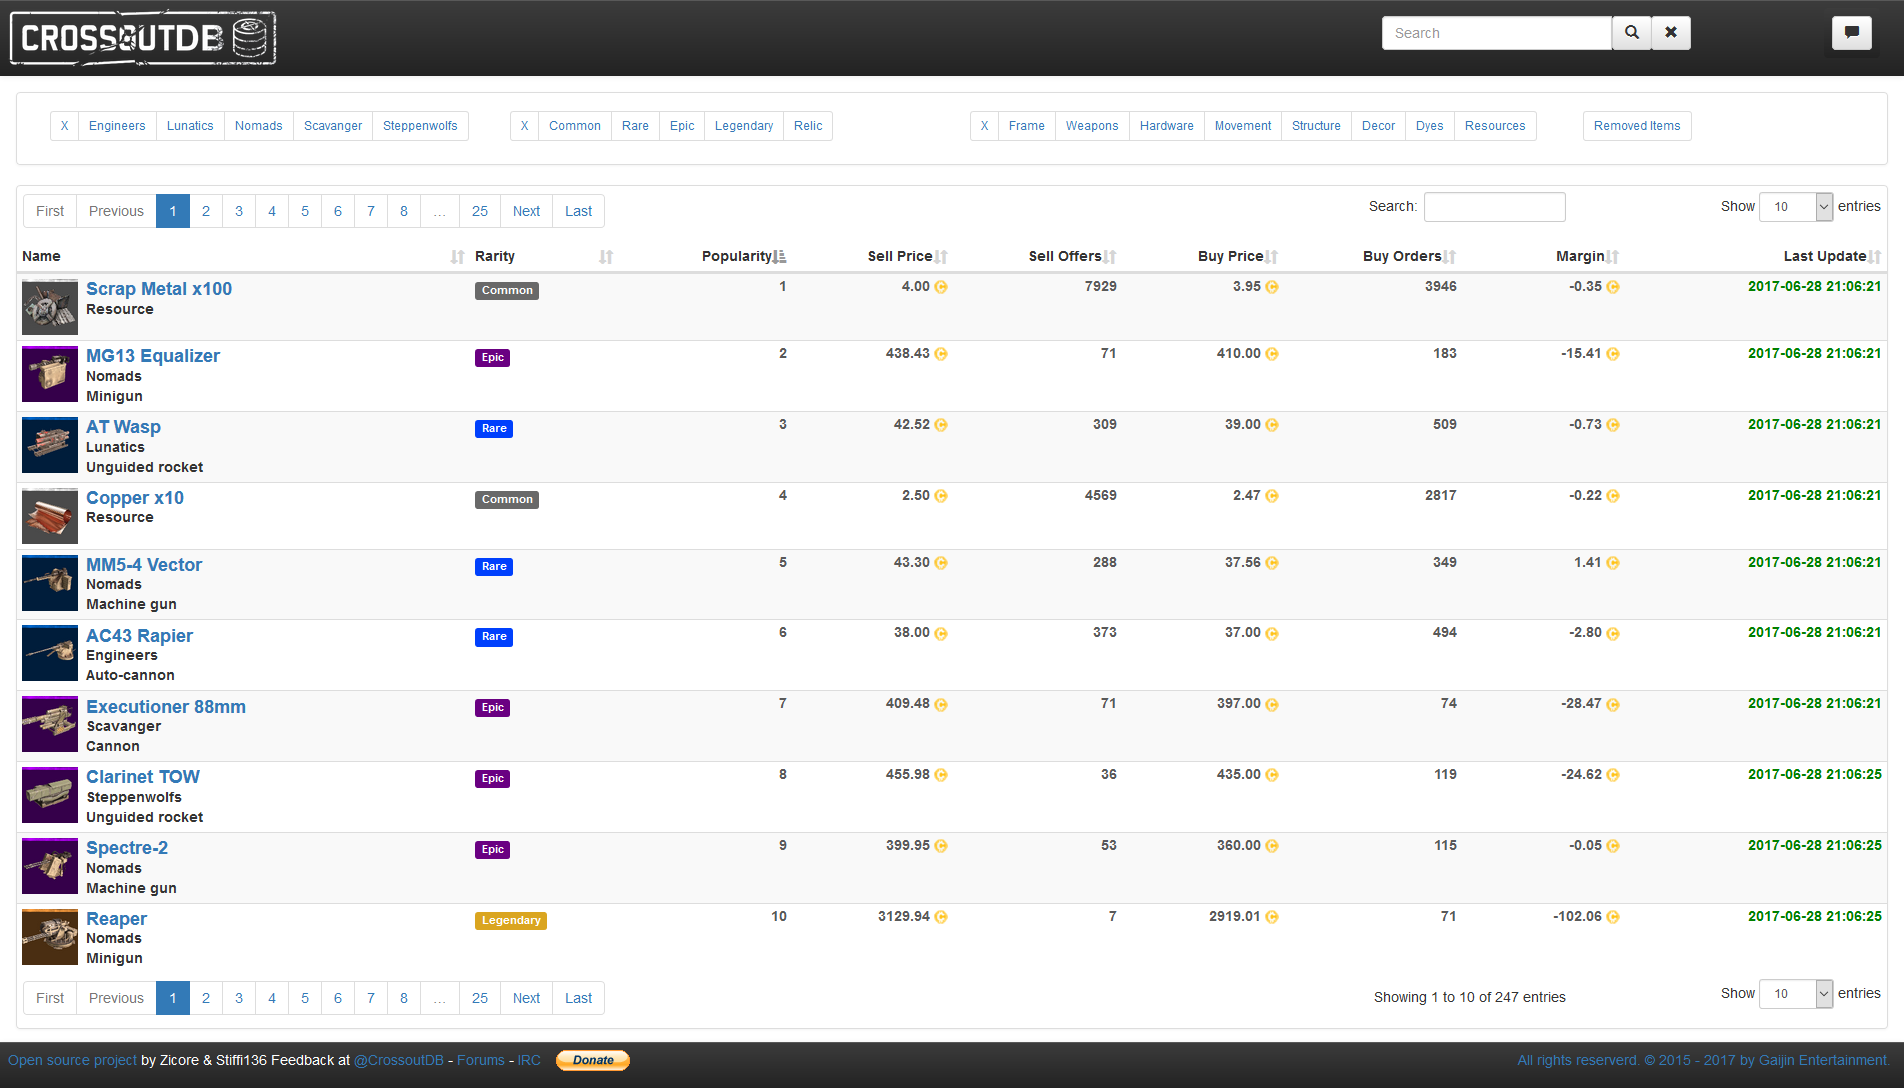 CROSSOUTDB
Search
X Engineers Lunatics Nomads Scavanger Steppenwolfs X Common Rare Epic Legendary Relic X Frame Weapons Hardware Movement Structure Decor Dyes Resources Removed Items
First Previous 1 2 3 4 5 6 7 8 ... 25 Next Last Search: Show 10 entries
Name Rarity Popularity Sell Price Sell Offers Buy Price Buy Orders Margin Last Update
Scrap Metal x100 Common 1 4.00 7929 3.95 3946 -0.35 2017-06-28 21:06:21
Resource
MG13 Equalizer Epic 2 438.43 71 410.00 183 -15.41 2017-06-28 21:06:21
Nomads
Minigun
AT Wasp Rare 3 42.52 309 39.00 509 -0.73 2017-06-28 21:06:21
Lunatics
Unguided rocket
Copper x10 Common 4 2.50 4569 2.47 2817 -0.22 2017-06-28 21:06:21
Resource
MM5-4 Vector Rare 5 43.30 288 37.56 349 1.41 2017-06-28 21:06:21
Nomads
Machine gun
AC43 Rapier Rare 6 38.00 373 37.00 494 -2.80 2017-06-28 21:06:21
Engineers
Auto-cannon
Executioner 88mm Epic 7 409.48 71 397.00 74 -28.47 2017-06-28 21:06:21
Scavanger
Cannon
Clarinet TOW Epic 8 455.98 36 435.00 119 -24.62 2017-06-28 21:06:25
Steppenwolfs
Unguided rocket
Spectre-2 Epic 9 399.95 53 360.00 115 -0.05 2017-06-28 21:06:25
Nomads
Machine gun
Reaper Legendary 10 3129.94 7 2919.01 71 -102.06 2017-06-28 21:06:25
Nomads
Minigun
First Previous 1 2 3 4 5 6 7 8 ... 25 Next Last Showing 1 to 10 of 247 entries Show 10 entries
Open source project by Zicore & Stiffi136 Feedback at @CrossoutDB - Forums - IRC Donate All rights reserverd. © 2015 - 2017 by Gaijin Entertainment.